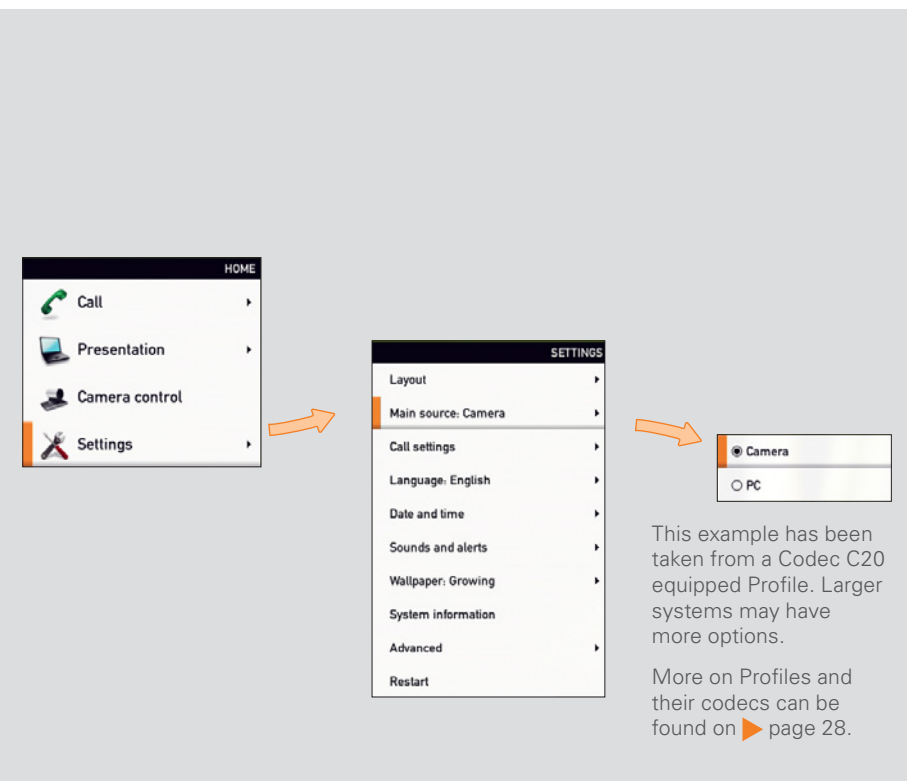 HOME
Call
Presentation
Camera control
Settings
SETTINGS
Layout
Main source: Camera
Call settings
Language: English
Date and time
Sounds and alerts
Wallpaper: Growing
System information
Advanced
Restart
Camera
PC
This example has been
taken from a Codec C20
equipped Profile. Larger
systems may have
more options.
More on Profiles and
their codecs can be
found on page 28.